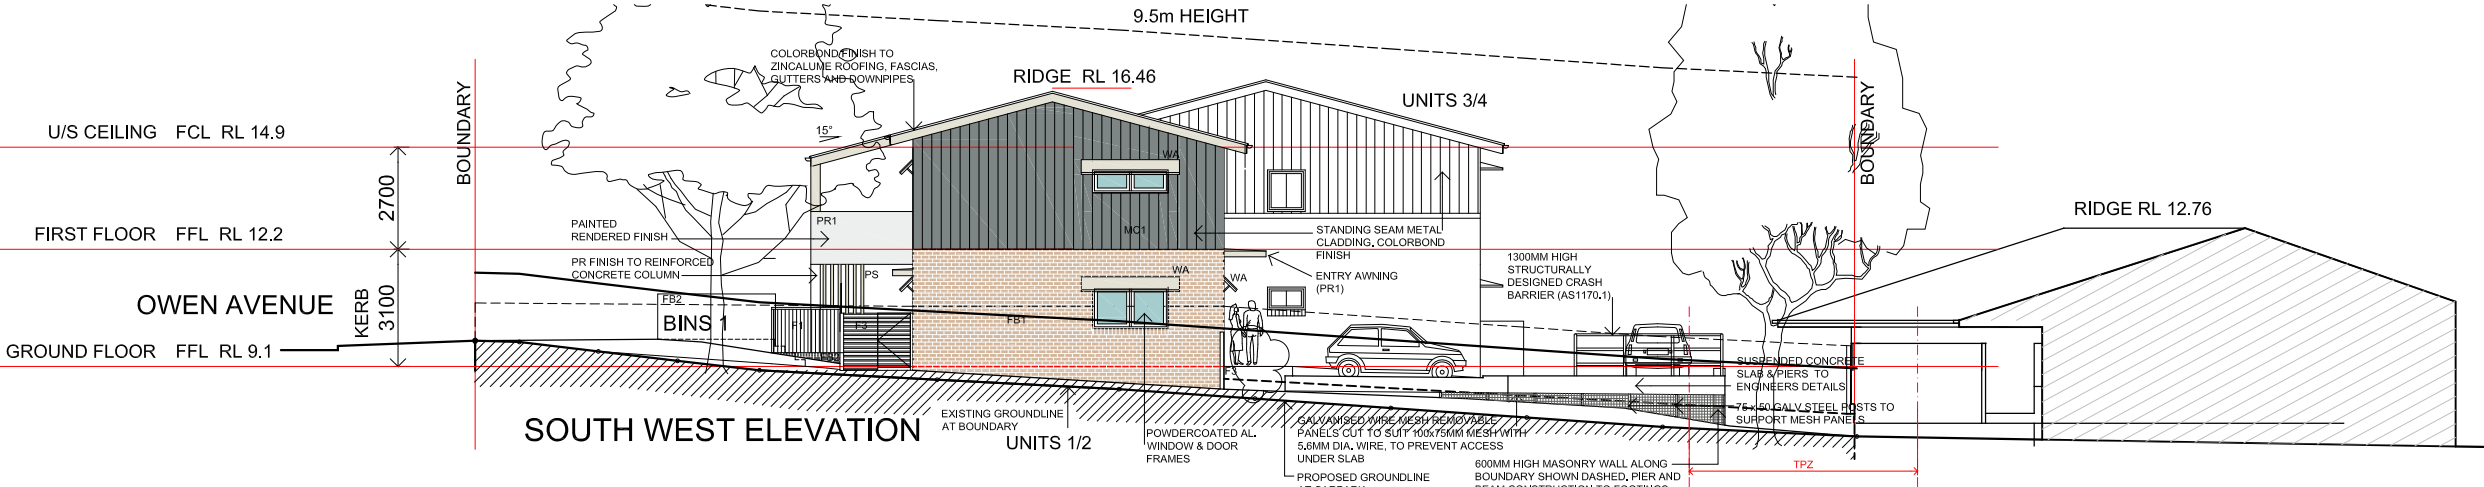 9.5m HEIGHT
COLORBOND FINISH TO
ZINCALUME ROOFING, FASCIAS,
GUTTERS AND DOWNPIPES
RIDGE RL 16.46
UNITS 3/4
BOUNDARY
BOUNDARY
U/S CEILING FCL RL 14.9
15°
WA
2700
RIDGE RL 12.76
PAINTED
RENDERED FINISH
PR1
MC1
STANDING SEAM METAL
CLADDING, COLORBOND
FINISH
FIRST FLOOR FFL RL 12.2
PR FINISH TO REINFORCED
CONCRETE COLUMN
PS
WA
WA
ENTRY AWNING
(PR1)
1300MM HIGH
STRUCTURALLY
DESIGNED CRASH
BARRIER (AS1170.1)
OWEN AVENUE
KERB
3100
FB2
BINS 1
F1
F3
FB1
GROUND FLOOR FFL RL 9.1
SUSPENDED CONCRETE
SLAB & PIERS TO
ENGINEERS DETAILS
75 x 50 GALV STEEL POSTS TO
SUPPORT MESH PANELS
SOUTH WEST ELEVATION
EXISTING GROUNDLINE
AT BOUNDARY
UNITS 1/2
POWDERCOATED AL.
WINDOW & DOOR
FRAMES
GALVANISED WIRE MESH REMOVABLE
PANELS CUT TO SUIT 100x75MM MESH WITH
5.6MM DIA. WIRE, TO PREVENT ACCESS
UNDER SLAB
PROPOSED GROUNDLINE
AT CARPARK
600MM HIGH MASONRY WALL ALONG
BOUNDARY SHOWN DASHED, PIER AND
BEAM CONSTRUCTION TO FOOTINGS
TPZ